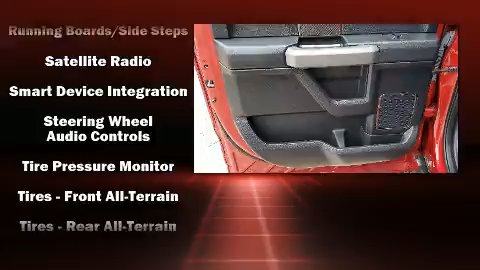 Running Boards/Side Steps
Satellite Radio
Smart Device Integration
Steering Wheel
Audio Controls
Tire Pressure Monitor
Tires - Front All-Terrain
Tires - Rear All-Terrain